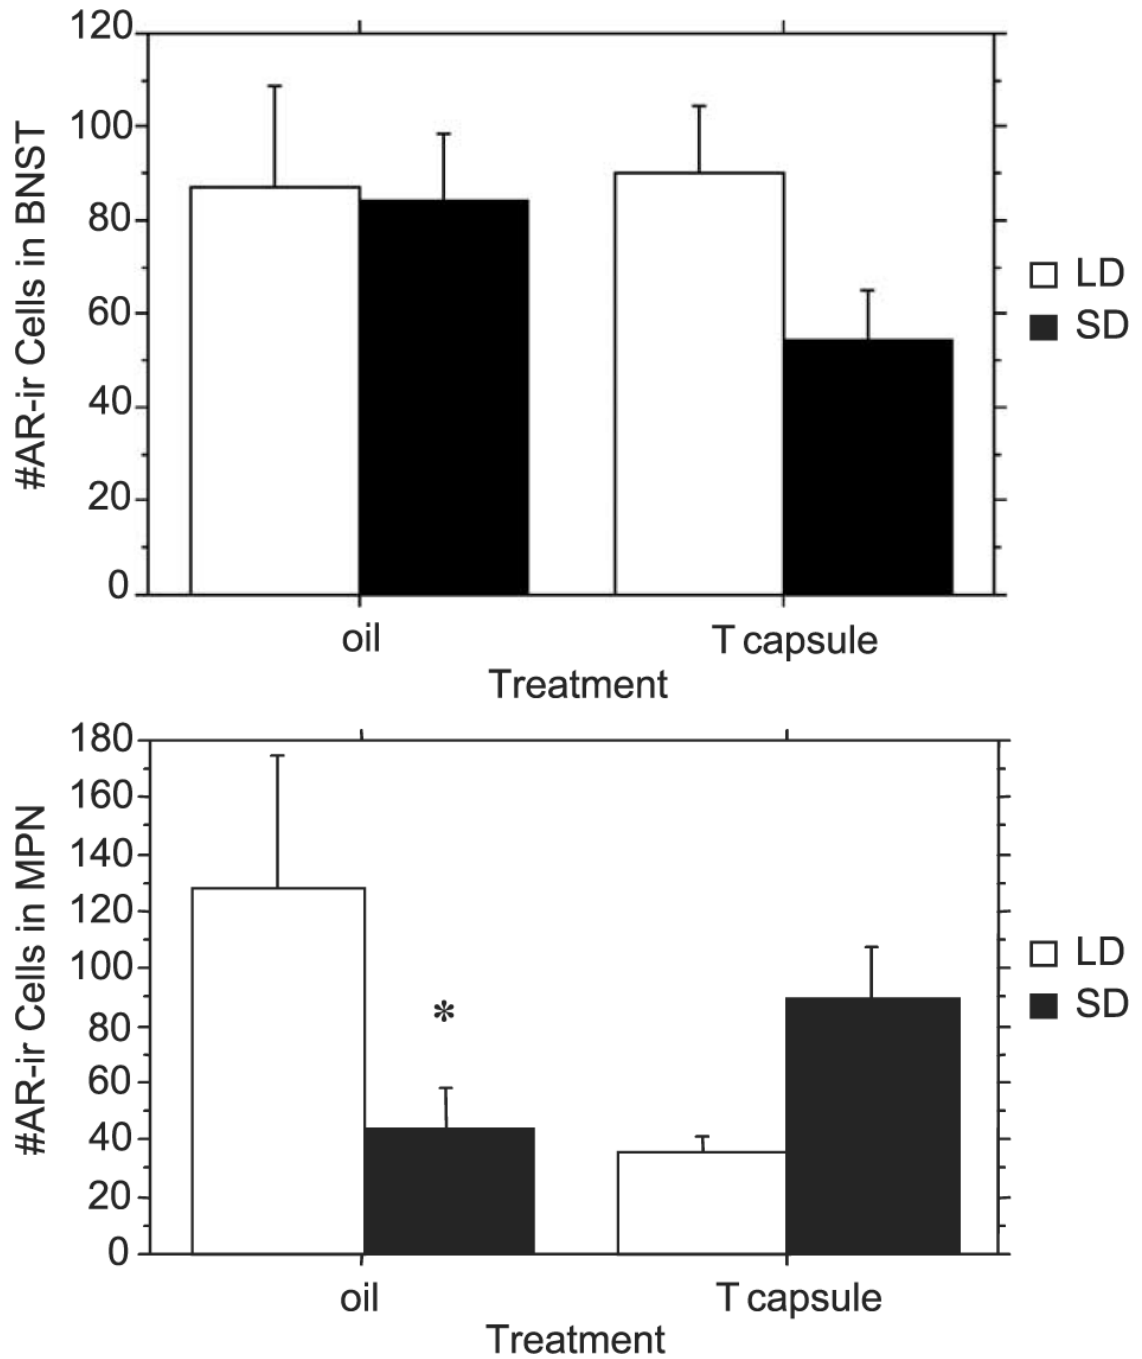 120
100
80
60
40
20
0
#AR-ir Cells in BNST
oil
T capsule
Treatment
LD
SD
180
160
140
120
100
80
60
40
20
0
#AR-ir Cells in MPN
*
oil
T capsule
Treatment
LD
SD